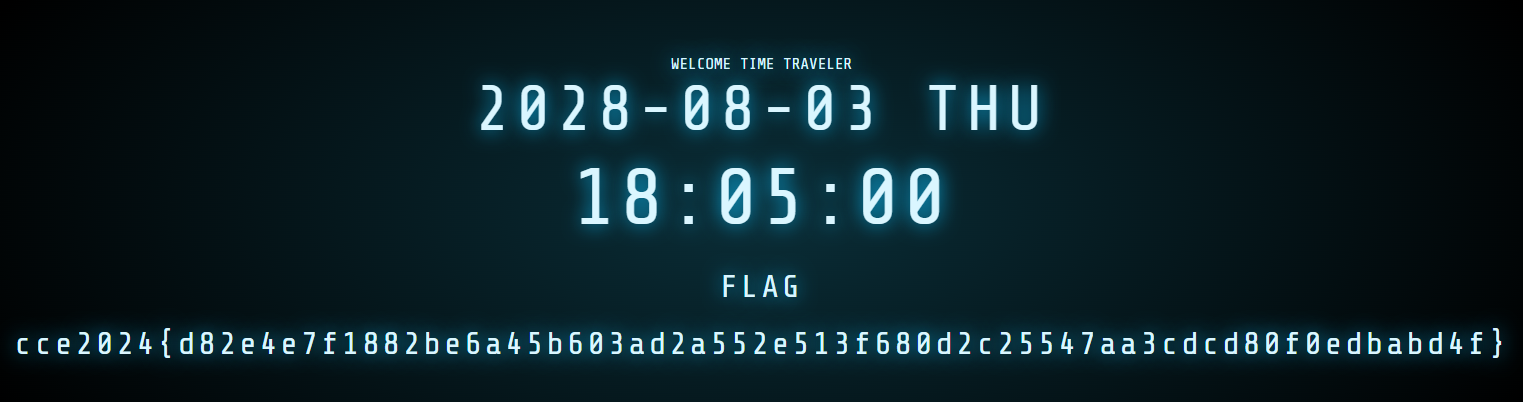 WELCOME TIME TRAVELER
2028-08-03 THU
18:05:00
FLAG
cce2024{d82e4e7f1882be6a45b603ad2a552e513f680d2c25547aa3cdcd80f0edbabd4f}